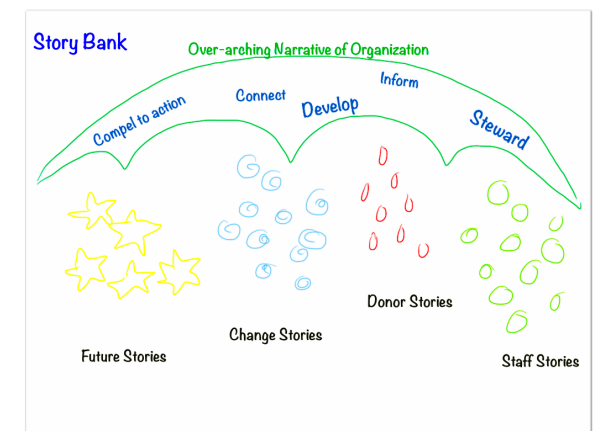 Story Bank
Over-arching Narrative of Organization
Compel to action
Connect
Develop
Inform
Steward
Future Stories
Change Stories
Donor Stories
Staff Stories